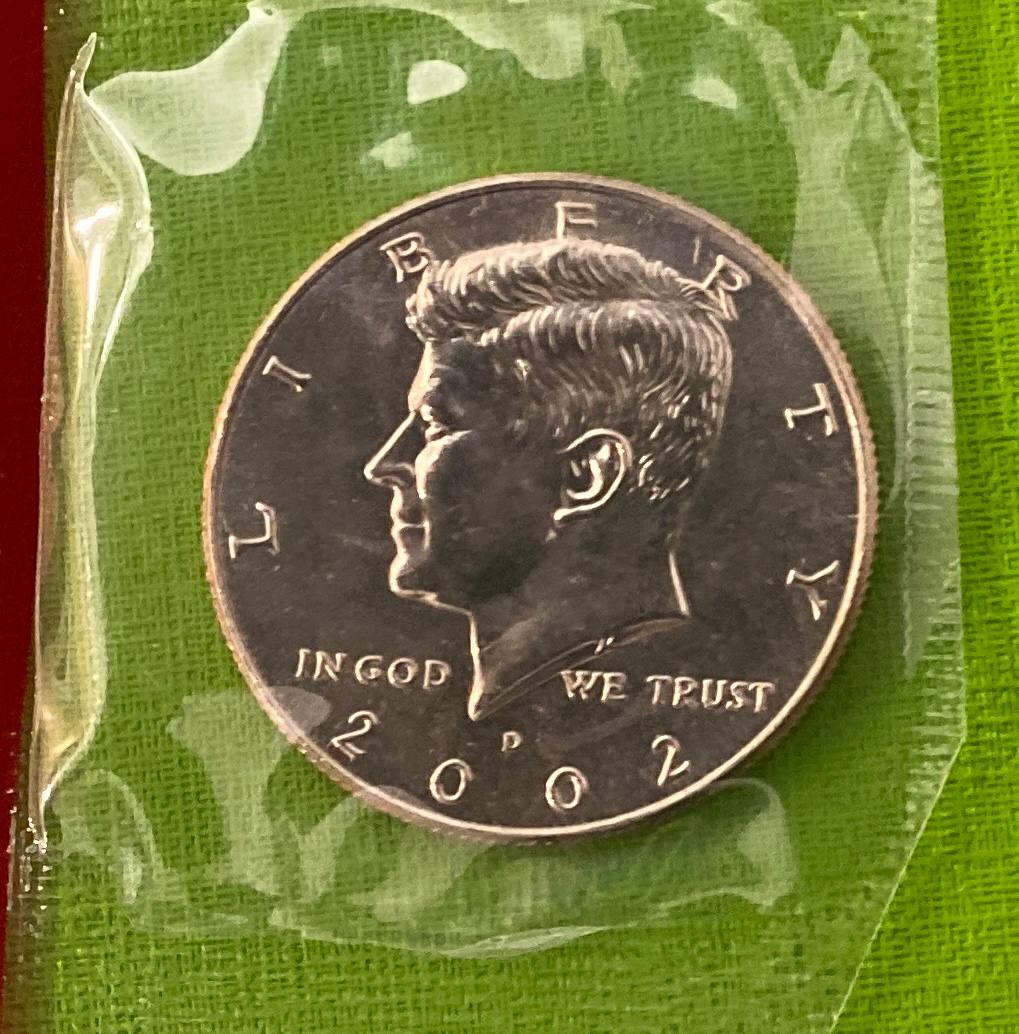 LIBERTY
IN GOD WE TRUST
D
2002